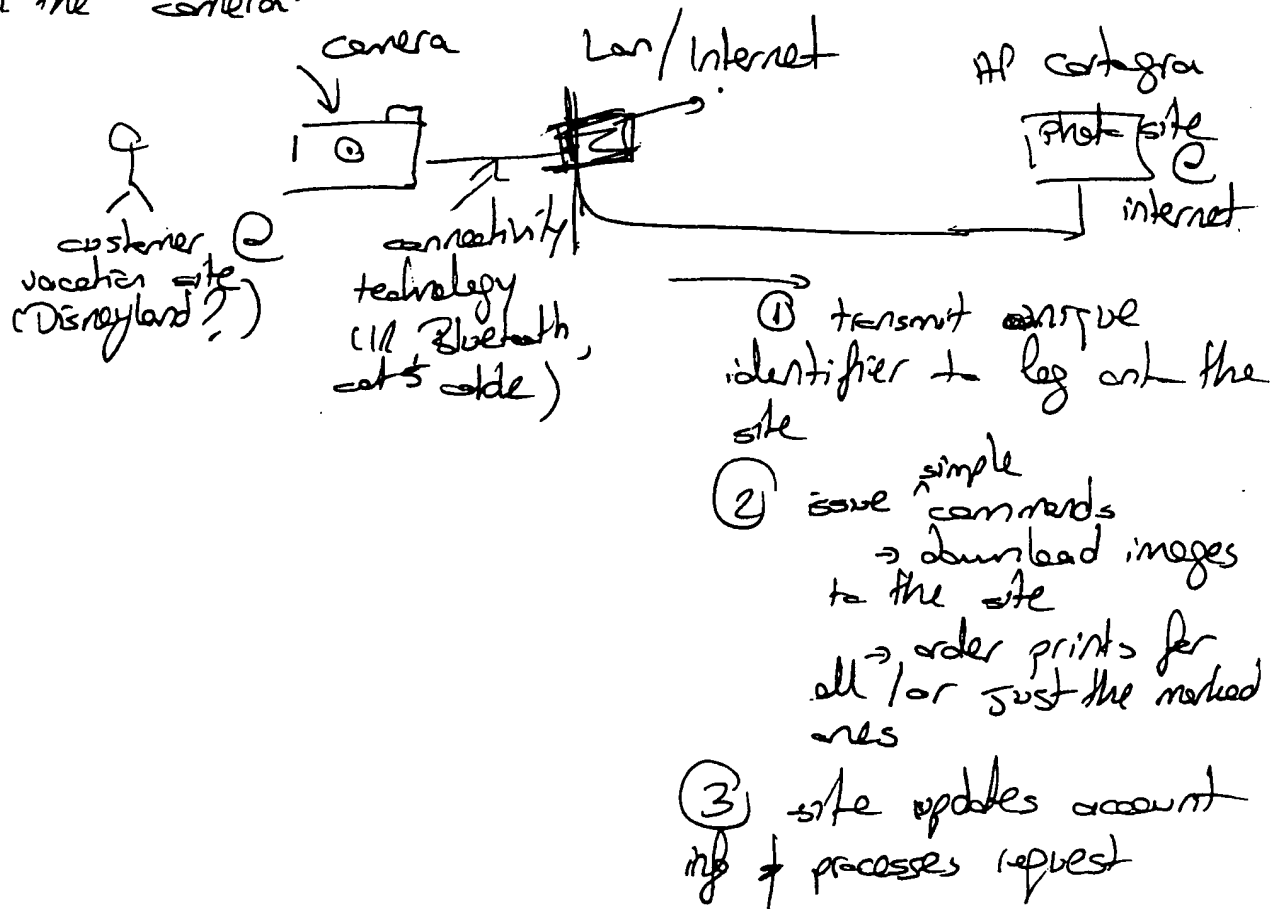 the camera.
camera
Lan/Internet
HP cartogra
photo site
@
internet.
customer @
vacation site
(Disneyland?)
connectivity
technology
(IR Bluetooth,
cat5 cable)
① transmit unique
identifier to log onto the
site
② issue simple commands
→ download images
to the site
→ order prints for
all / or just the marked
ones
③ site updates account
info & processes request